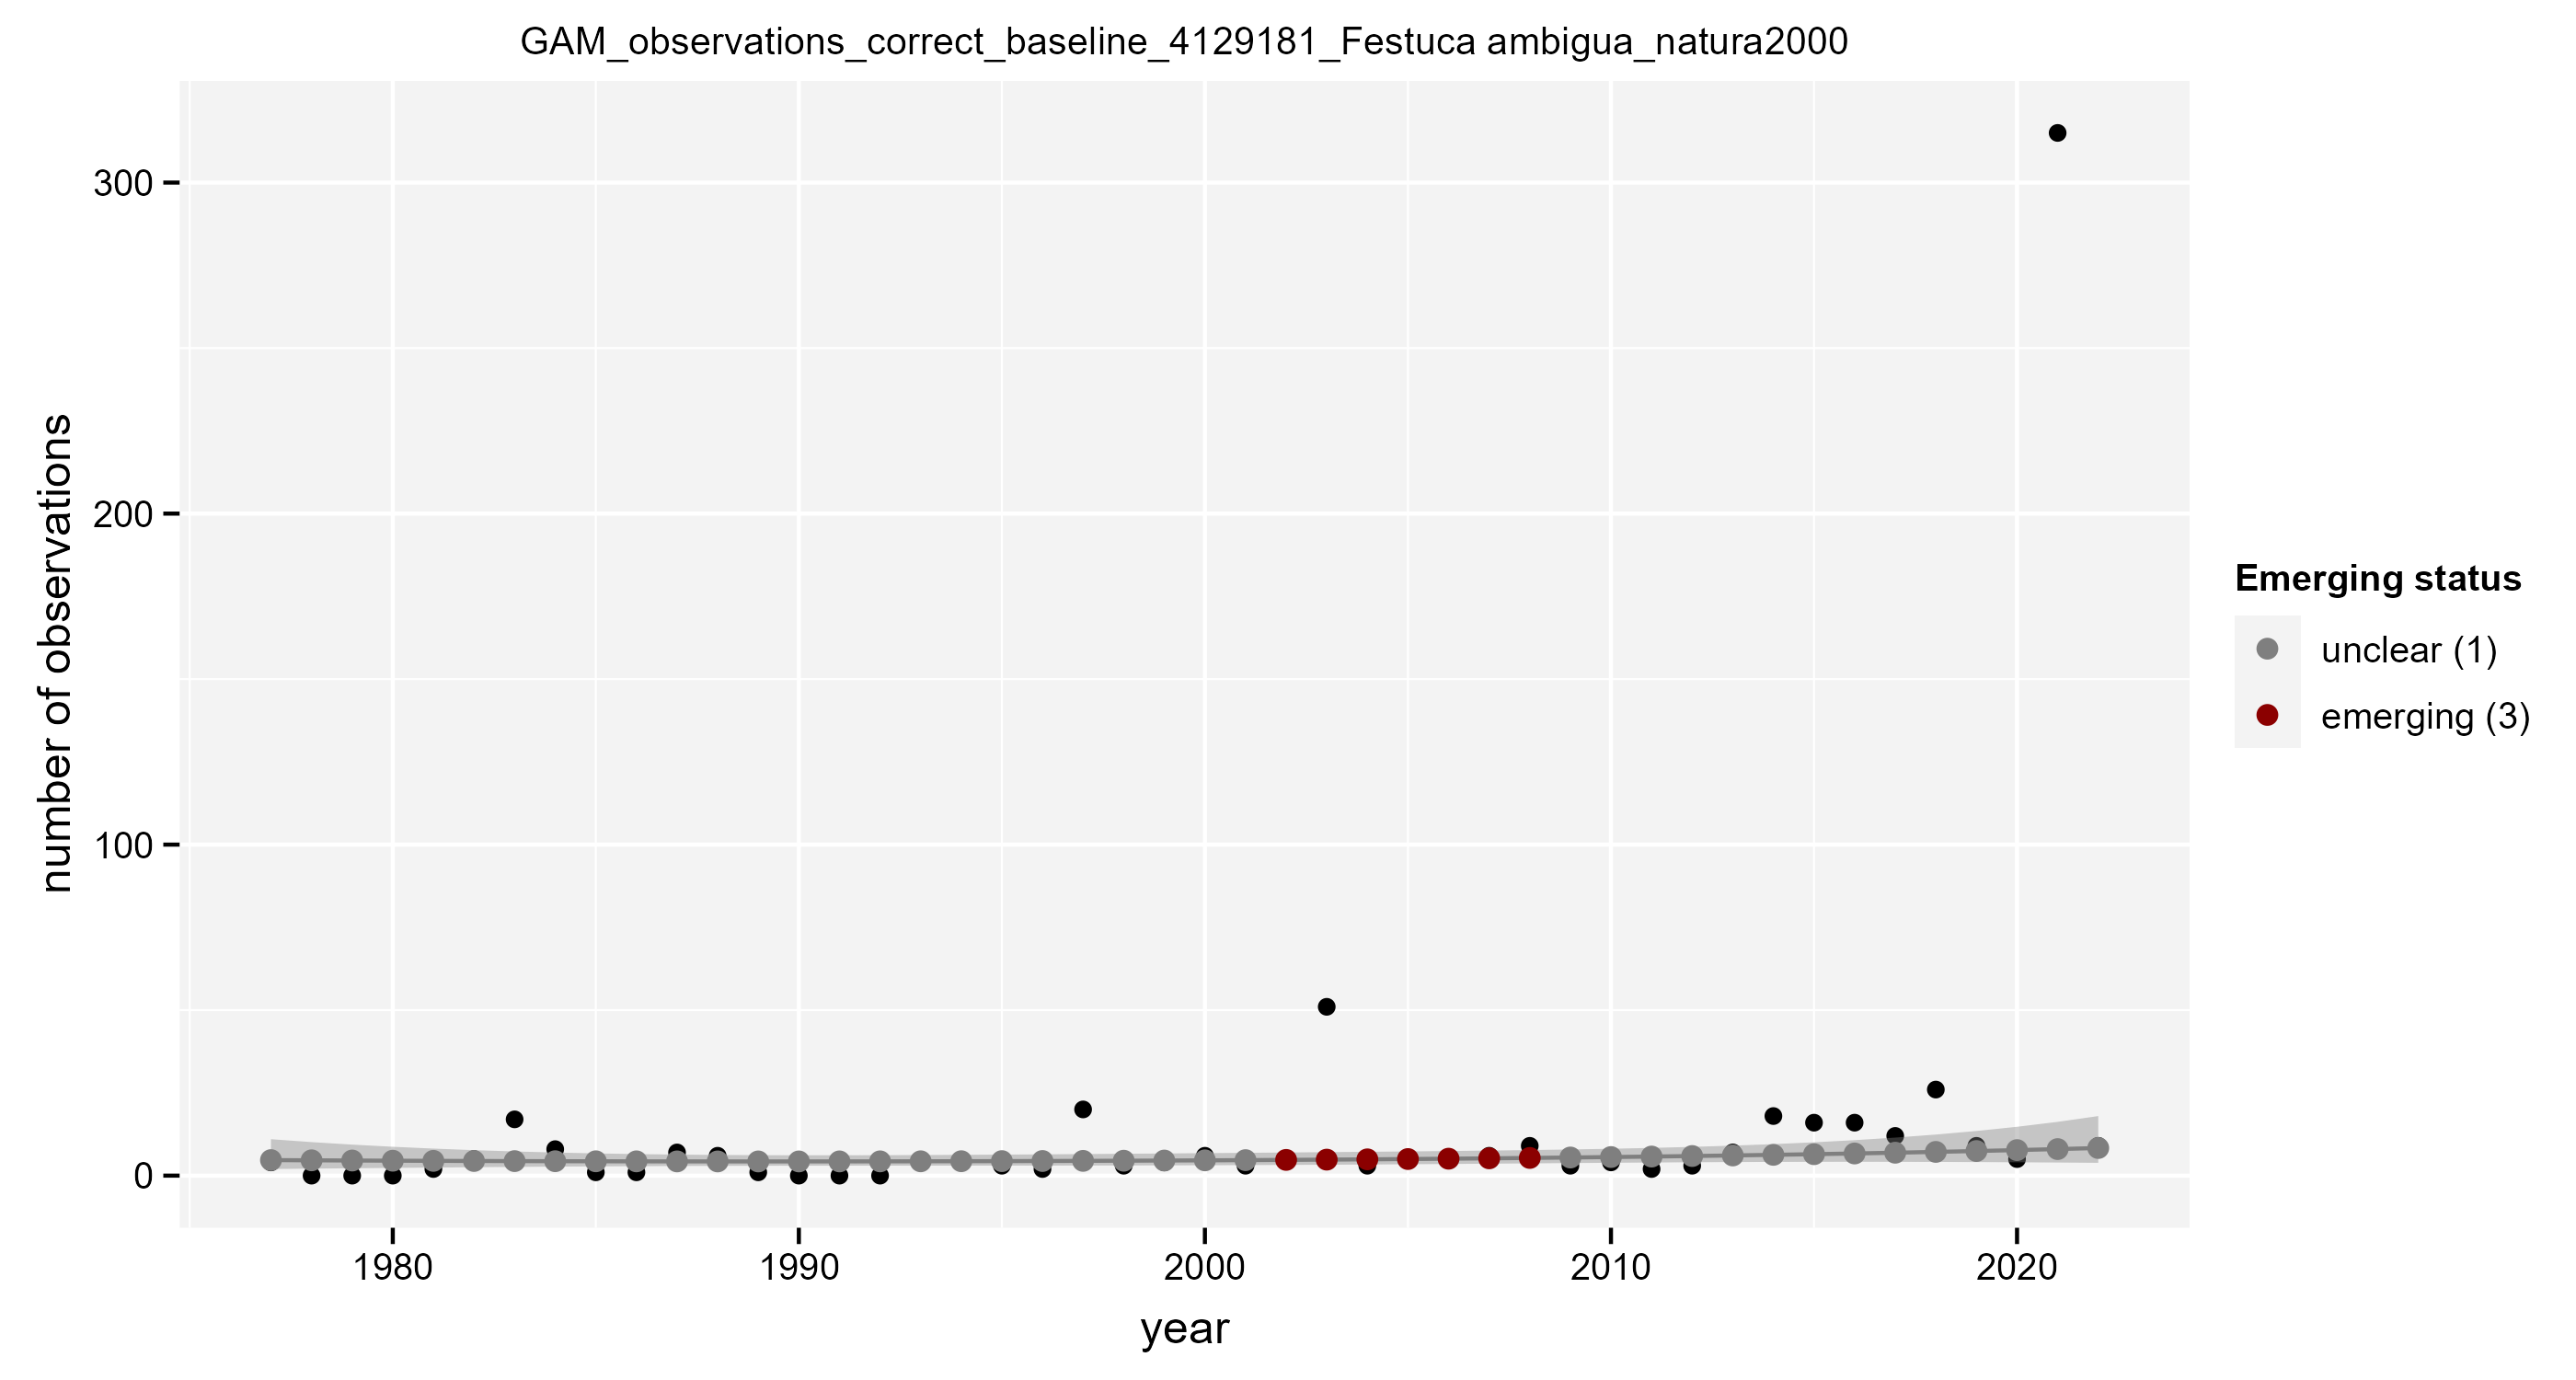 GAM_observations_correct_baseline_4129181_Festuca ambigua_natura2000
number of observations
300
200
100
0
1980 1990 2000 2010 2020
year
Emerging status
unclear (1)
emerging (3)